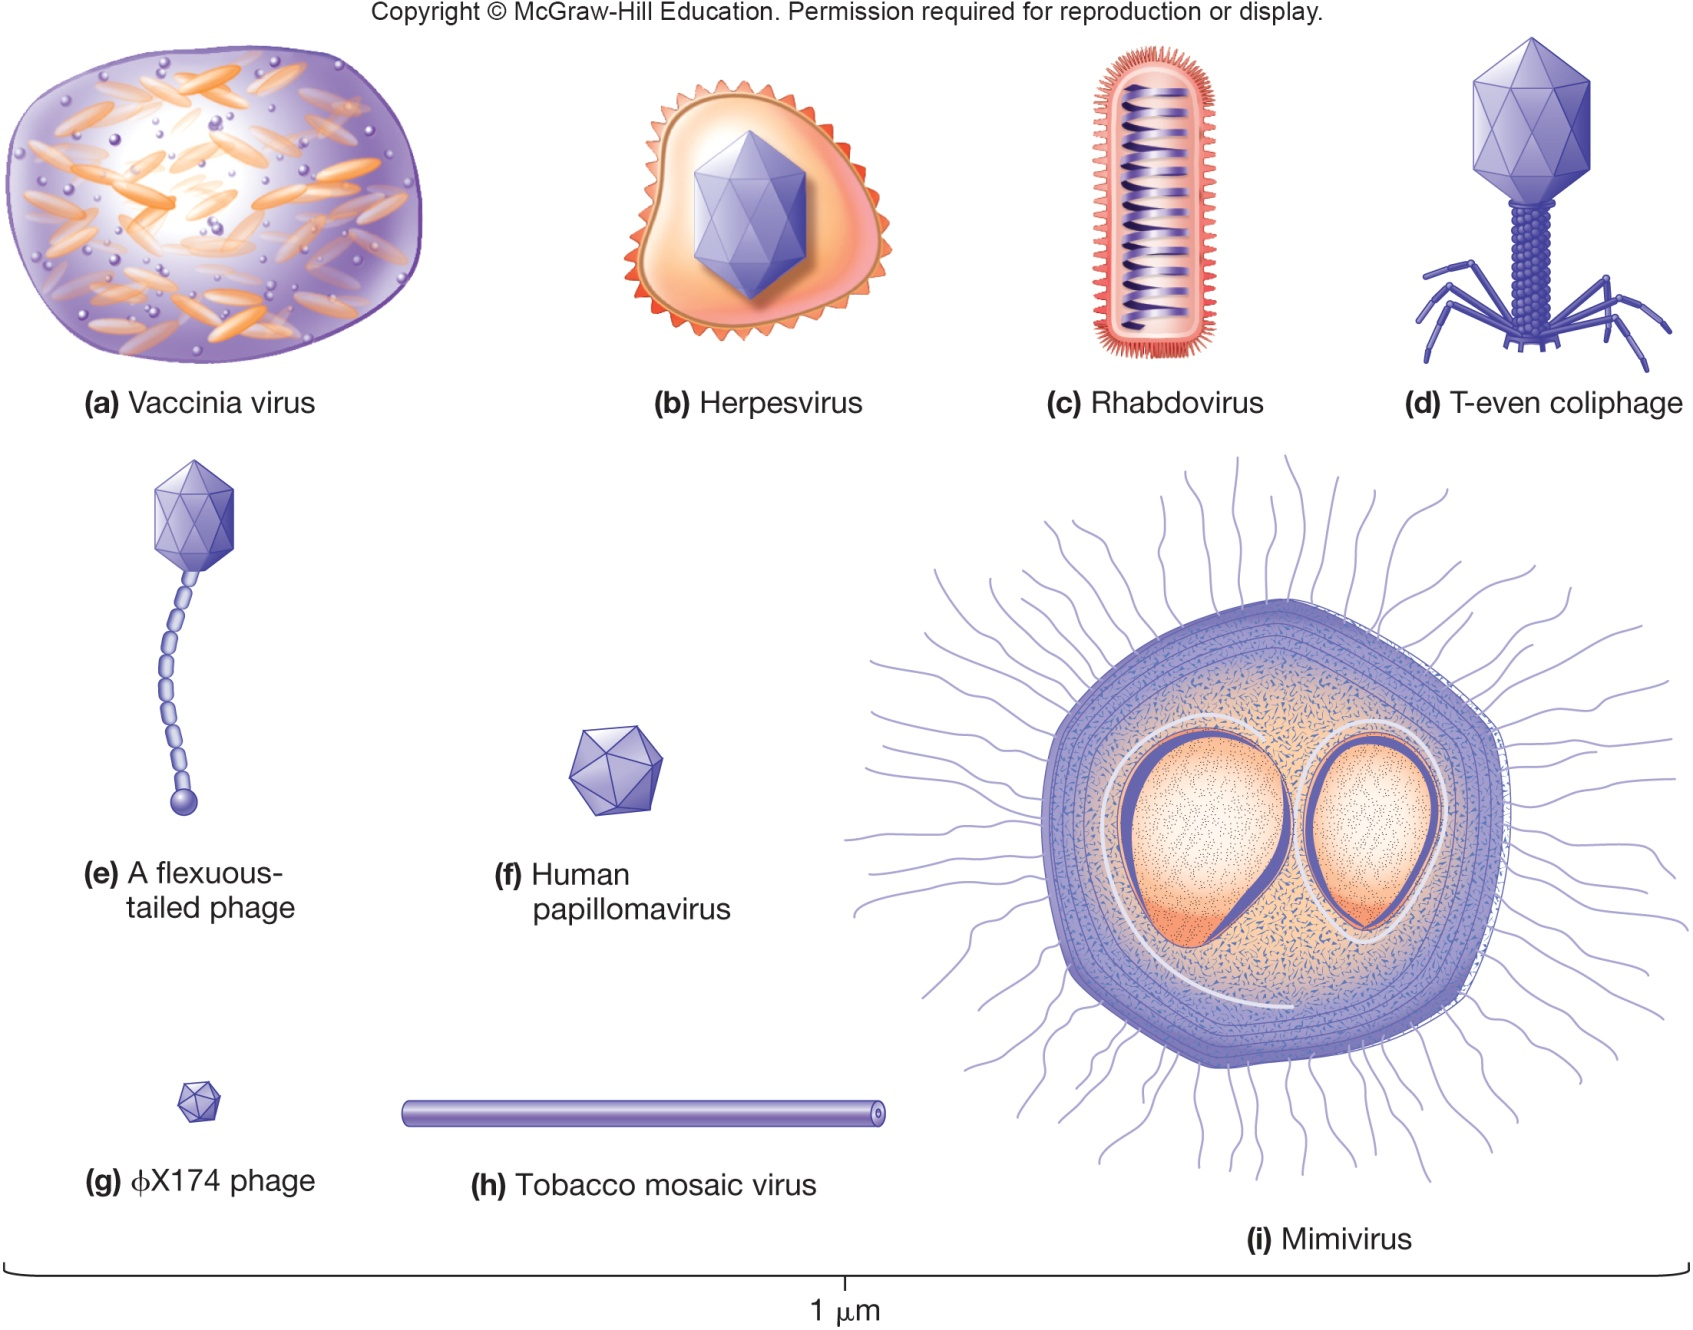 Copyright © McGraw-Hill Education. Permission required for reproduction or display.
(a) Vaccinia virus
(b) Herpesvirus
(c) Rhabdovirus
(d) T-even coliphage
(e) A flexuous-
tailed phage
(f) Human
papillomavirus
(g) ϕX174 phage
(h) Tobacco mosaic virus
(i) Mimivirus
1 μm